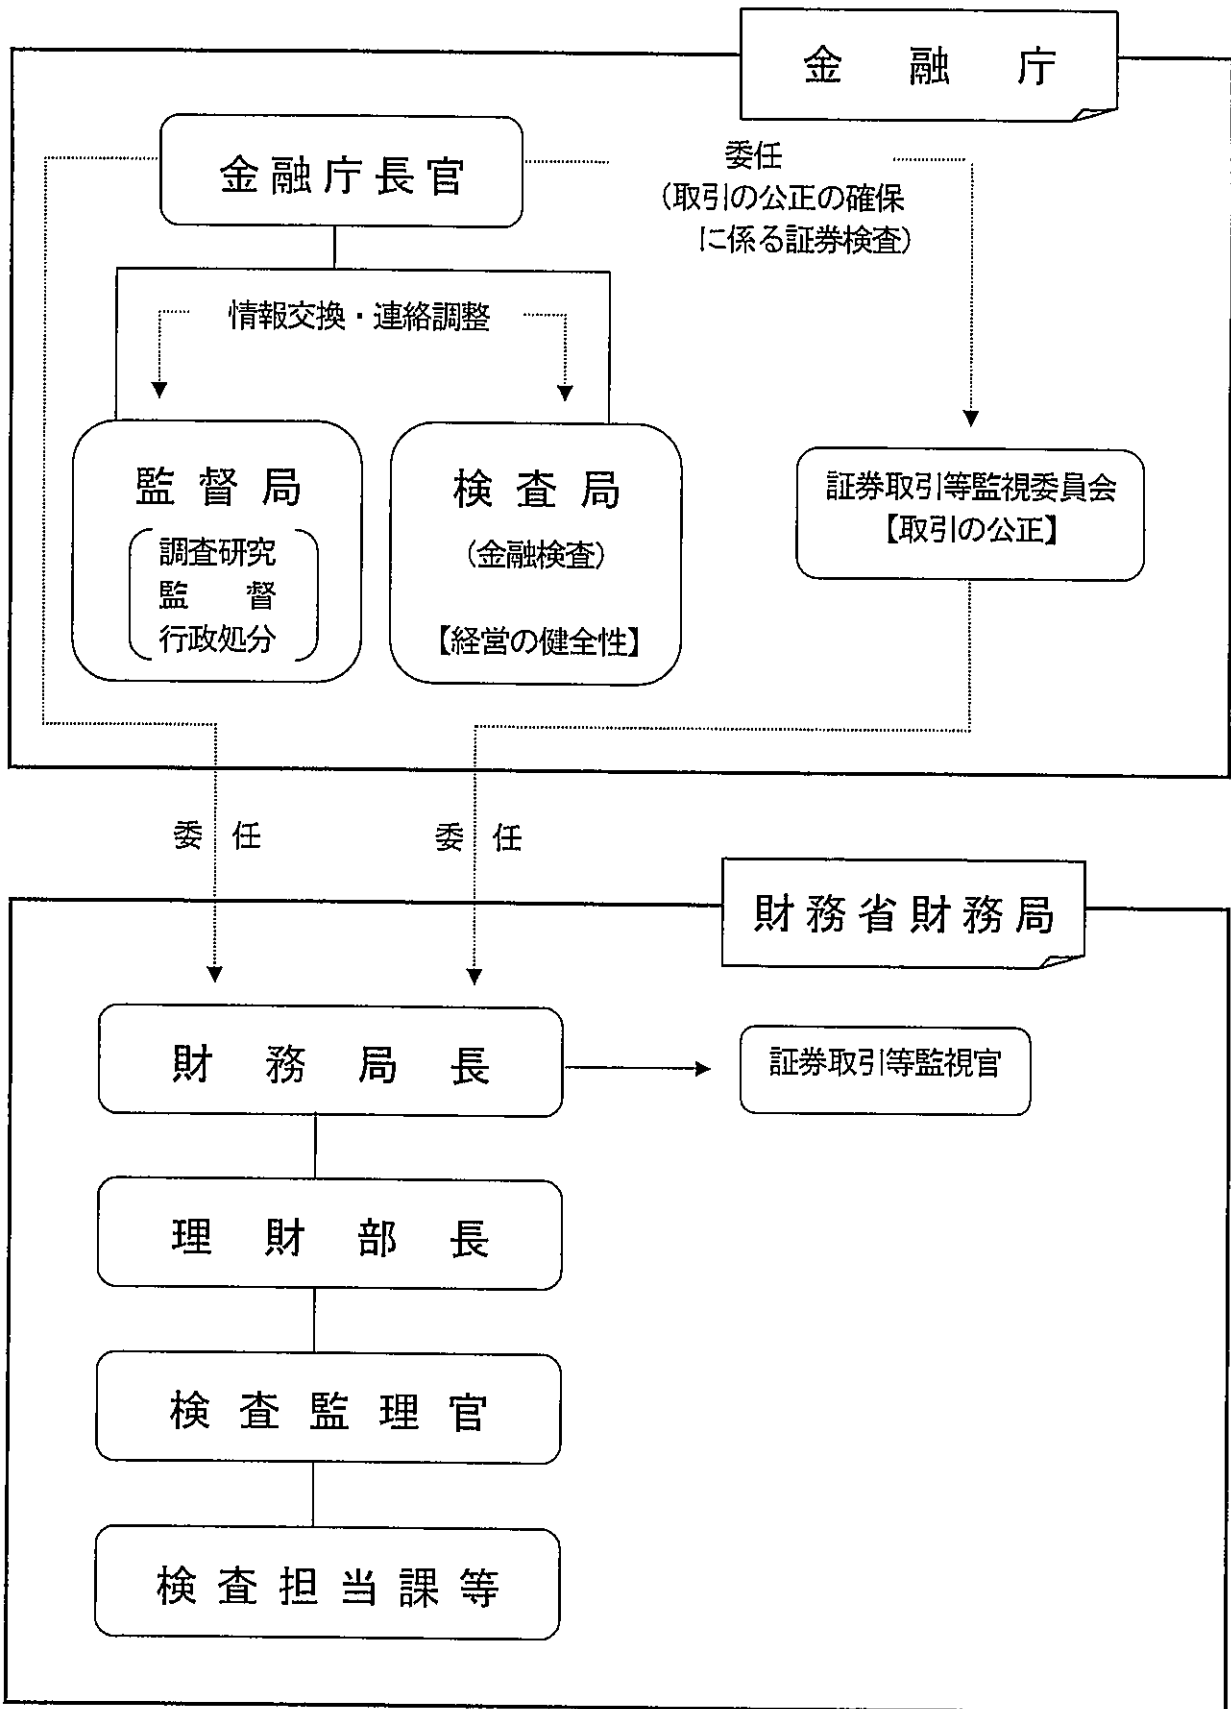 金融庁
金融庁長官
委任
(取引の公正の確保
に係る証券検査)
情報交換・連絡調整
監督局
調査研究
監督
行政処分
検査局
(金融検査)
【経営の健全性】
証券取引等監視委員会
【取引の公正】
委任
委任
財務省財務局
財務局長
証券取引等監視官
理財部長
検査監理官
検査担当課等